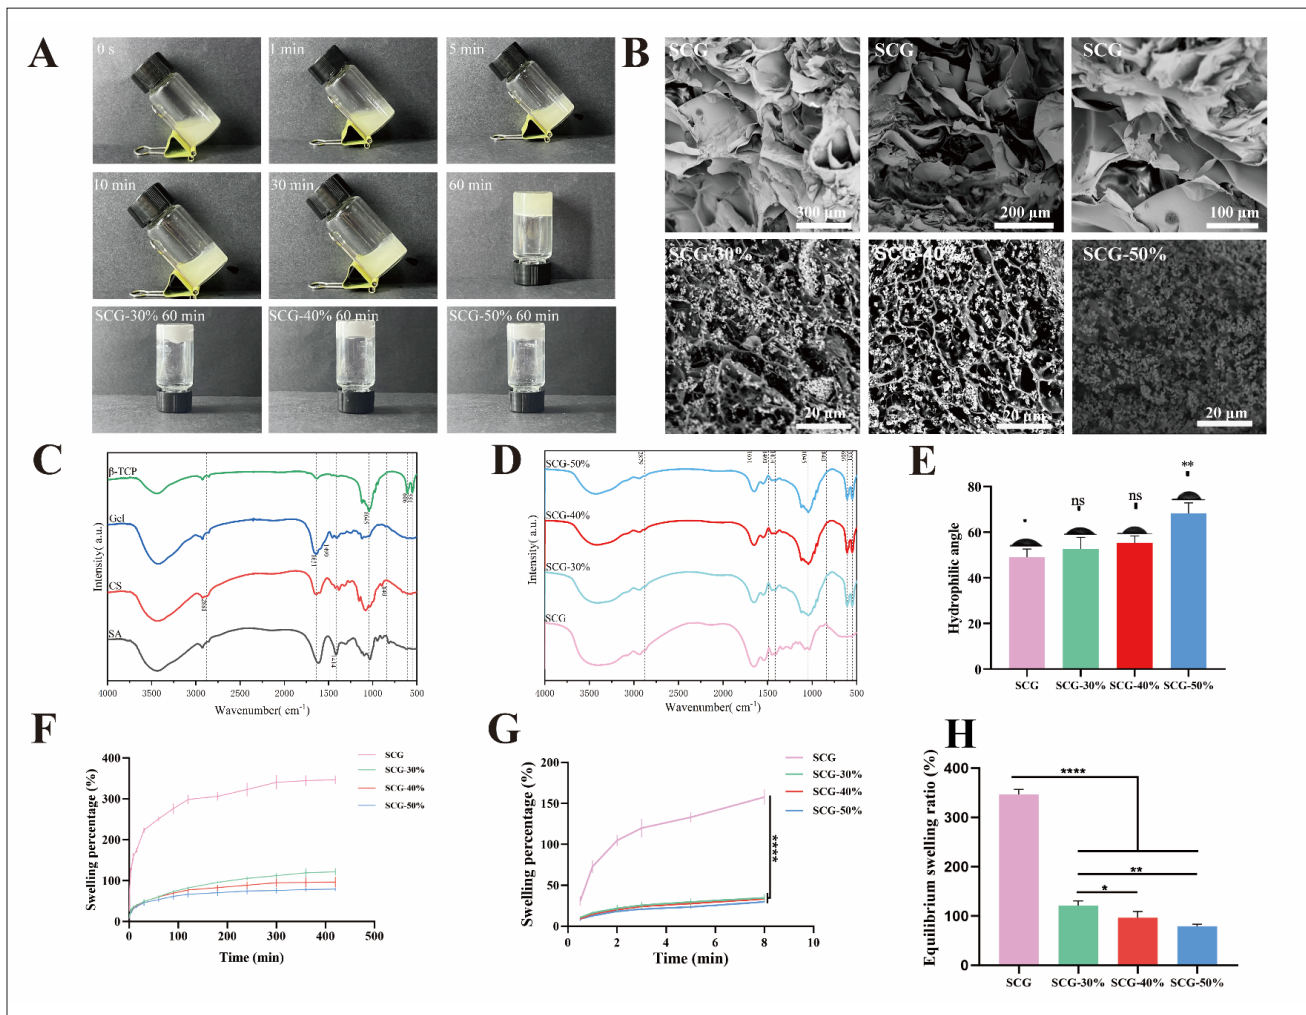 A
0 s
1 min
5 min
10 min
30 min
60 min
SCG-30% 60 min
SCG-40% 60 min
SCG-50% 60 min
B
SCG
300 μm
SCG
200 μm
SCG
100 μm
SCG-30%
20 μm
SCG-40%
20 μm
SCG-50%
20 μm
C
β-TCP
Gel
CS
SA
Intensity( a.u.)
4000 3500 3000 2500 2000 1500 1000 500
Wavenumber( cm⁻¹)
D
SCG-50%
SCG-40%
SCG-30%
SCG
Intensity( a.u.)
4000 3500 3000 2500 2000 1500 1000 500
Wavenumber( cm⁻¹)
E
Hydrophilic angle
80
60
40
20
0
ns
ns
**
SCG SCG-30% SCG-40% SCG-50%
F
Swelling percentage (%)
400
300
200
100
0
0 100 200 300 400 500
Time (min)
SCG
SCG-30%
SCG-40%
SCG-50%
G
Swelling percentage (%)
200
150
100
50
0
0 2 4 6 8 10
Time (min)
SCG
SCG-30%
SCG-40%
SCG-50%
****
H
Equilibrium swelling ratio (%)
400
300
200
100
0
****
**
*
SCG SCG-30% SCG-40% SCG-50%